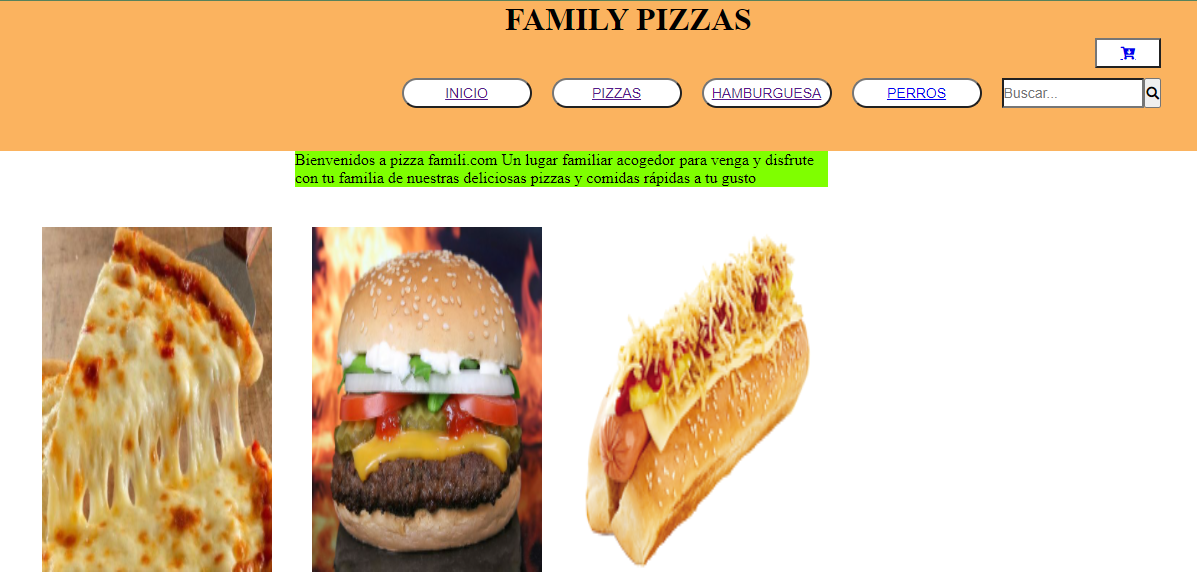 FAMILY PIZZAS
INICIO
PIZZAS
HAMBURGUESA
PERROS
Buscar...
Bienvenidos a pizza famili.com Un lugar familiar acogedor para venga y disfrute
con tu familia de nuestras deliciosas pizzas y comidas rápidas a tu gusto